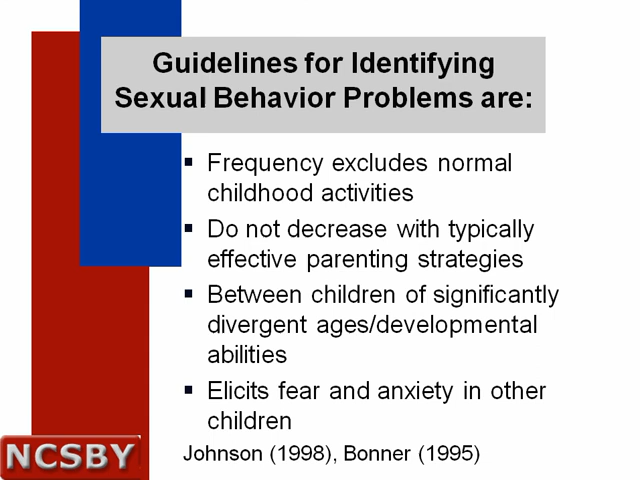 Guidelines for Identifying
Sexual Behavior Problems are:
▪ Frequency excludes normal
childhood activities
▪ Do not decrease with typically
effective parenting strategies
▪ Between children of significantly
divergent ages/developmental
abilities
▪ Elicits fear and anxiety in other
children
Johnson (1998), Bonner (1995)
NCSBY